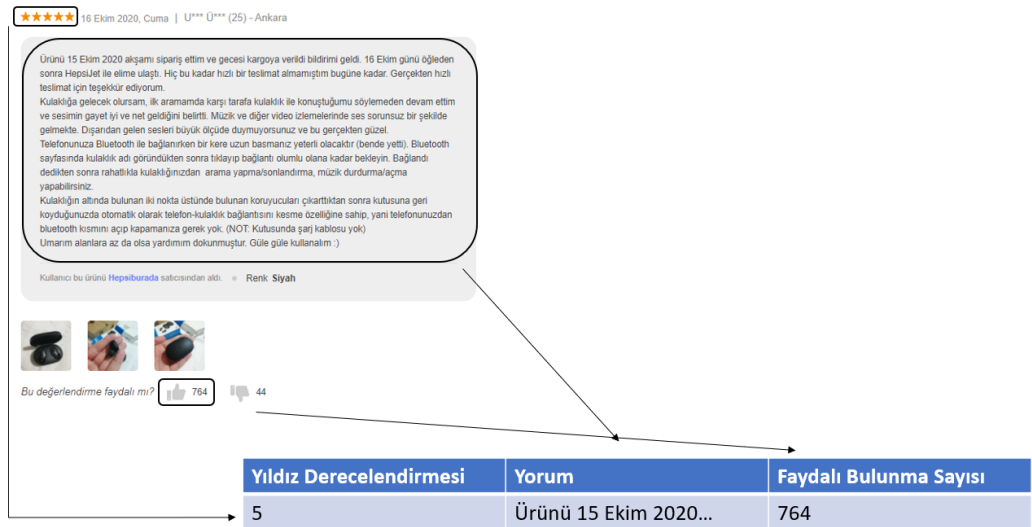 16 Ekim 2020, Cuma | U*** Ü*** (25) - Ankara
Ürünü 15 Ekim 2020 akşamı sipariş ettim ve gecesi kargoya verildi bildirimi geldi. 16 Ekim günü öğleden
sonra HepsiJet ile elime ulaştı. Hiç bu kadar hızlı bir teslimat almamıştım bugüne kadar. Gerçekten hızlı
teslimat için teşekkür ediyorum.
Kulaklığa gelecek olursam, ilk aramamda karşı tarafa kulaklık ile konuştuğumu söylemeden devam ettim
ve sesimin gayet iyi ve net geldiğini belirtti. Müzik ve diğer video izlemelerinde ses sorunsuz bir şekilde
gelmekte. Dışarıdan gelen sesleri büyük ölçüde duymuyorsunuz ve bu gerçekten güzel.
Telefonunuza Bluetooth ile bağlanırken bir kere uzun basmanız yeterli olacaktır (bende yetti). Bluetooth
sayfasında kulaklık adı göründükten sonra tıklayıp bağlantı olumlu olana kadar bekleyin. Bağlandı
dedikten sonra rahatlıkla kulaklığınızdan arama yapma/sonlandırma, müzik durdurma/açma
yapabilirsiniz.
Kulaklığın altında bulunan iki nokta üstünde bulunan koruyucuları çıkarttıktan sonra kutusuna geri
koyduğunuzda otomatik olarak telefon-kulaklık bağlantısını kesme özelliğine sahip, yani telefonunuzdan
bluetooth kısmını açıp kapamanıza gerek yok. (NOT: Kutusunda şarj kablosu yok)
Umarım alanlara az da olsa yardımım dokunmuştur. Güle güle kullanalım :)
Kullanıcı bu ürünü Hepsiburada satıcısından aldı. Renk Siyah
Bu değerlendirme faydalı mı? 764 44
Yıldız Derecelendirmesi Yorum Faydalı Bulunma Sayısı
5 Ürünü 15 Ekim 2020... 764